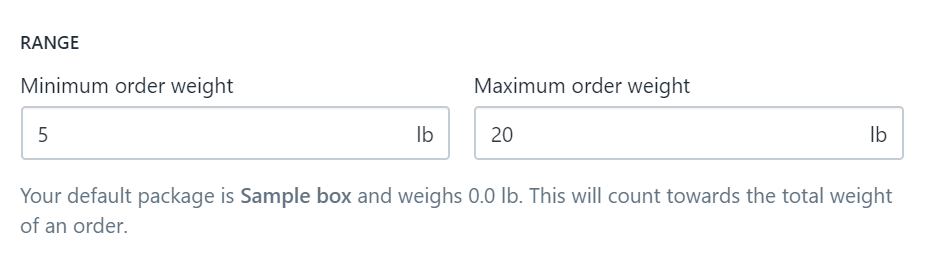 RANGE
Minimum order weight Maximum order weight
5 lb 20 lb
Your default package is Sample box and weighs 0.0 lb. This will count towards the total weight
of an order.